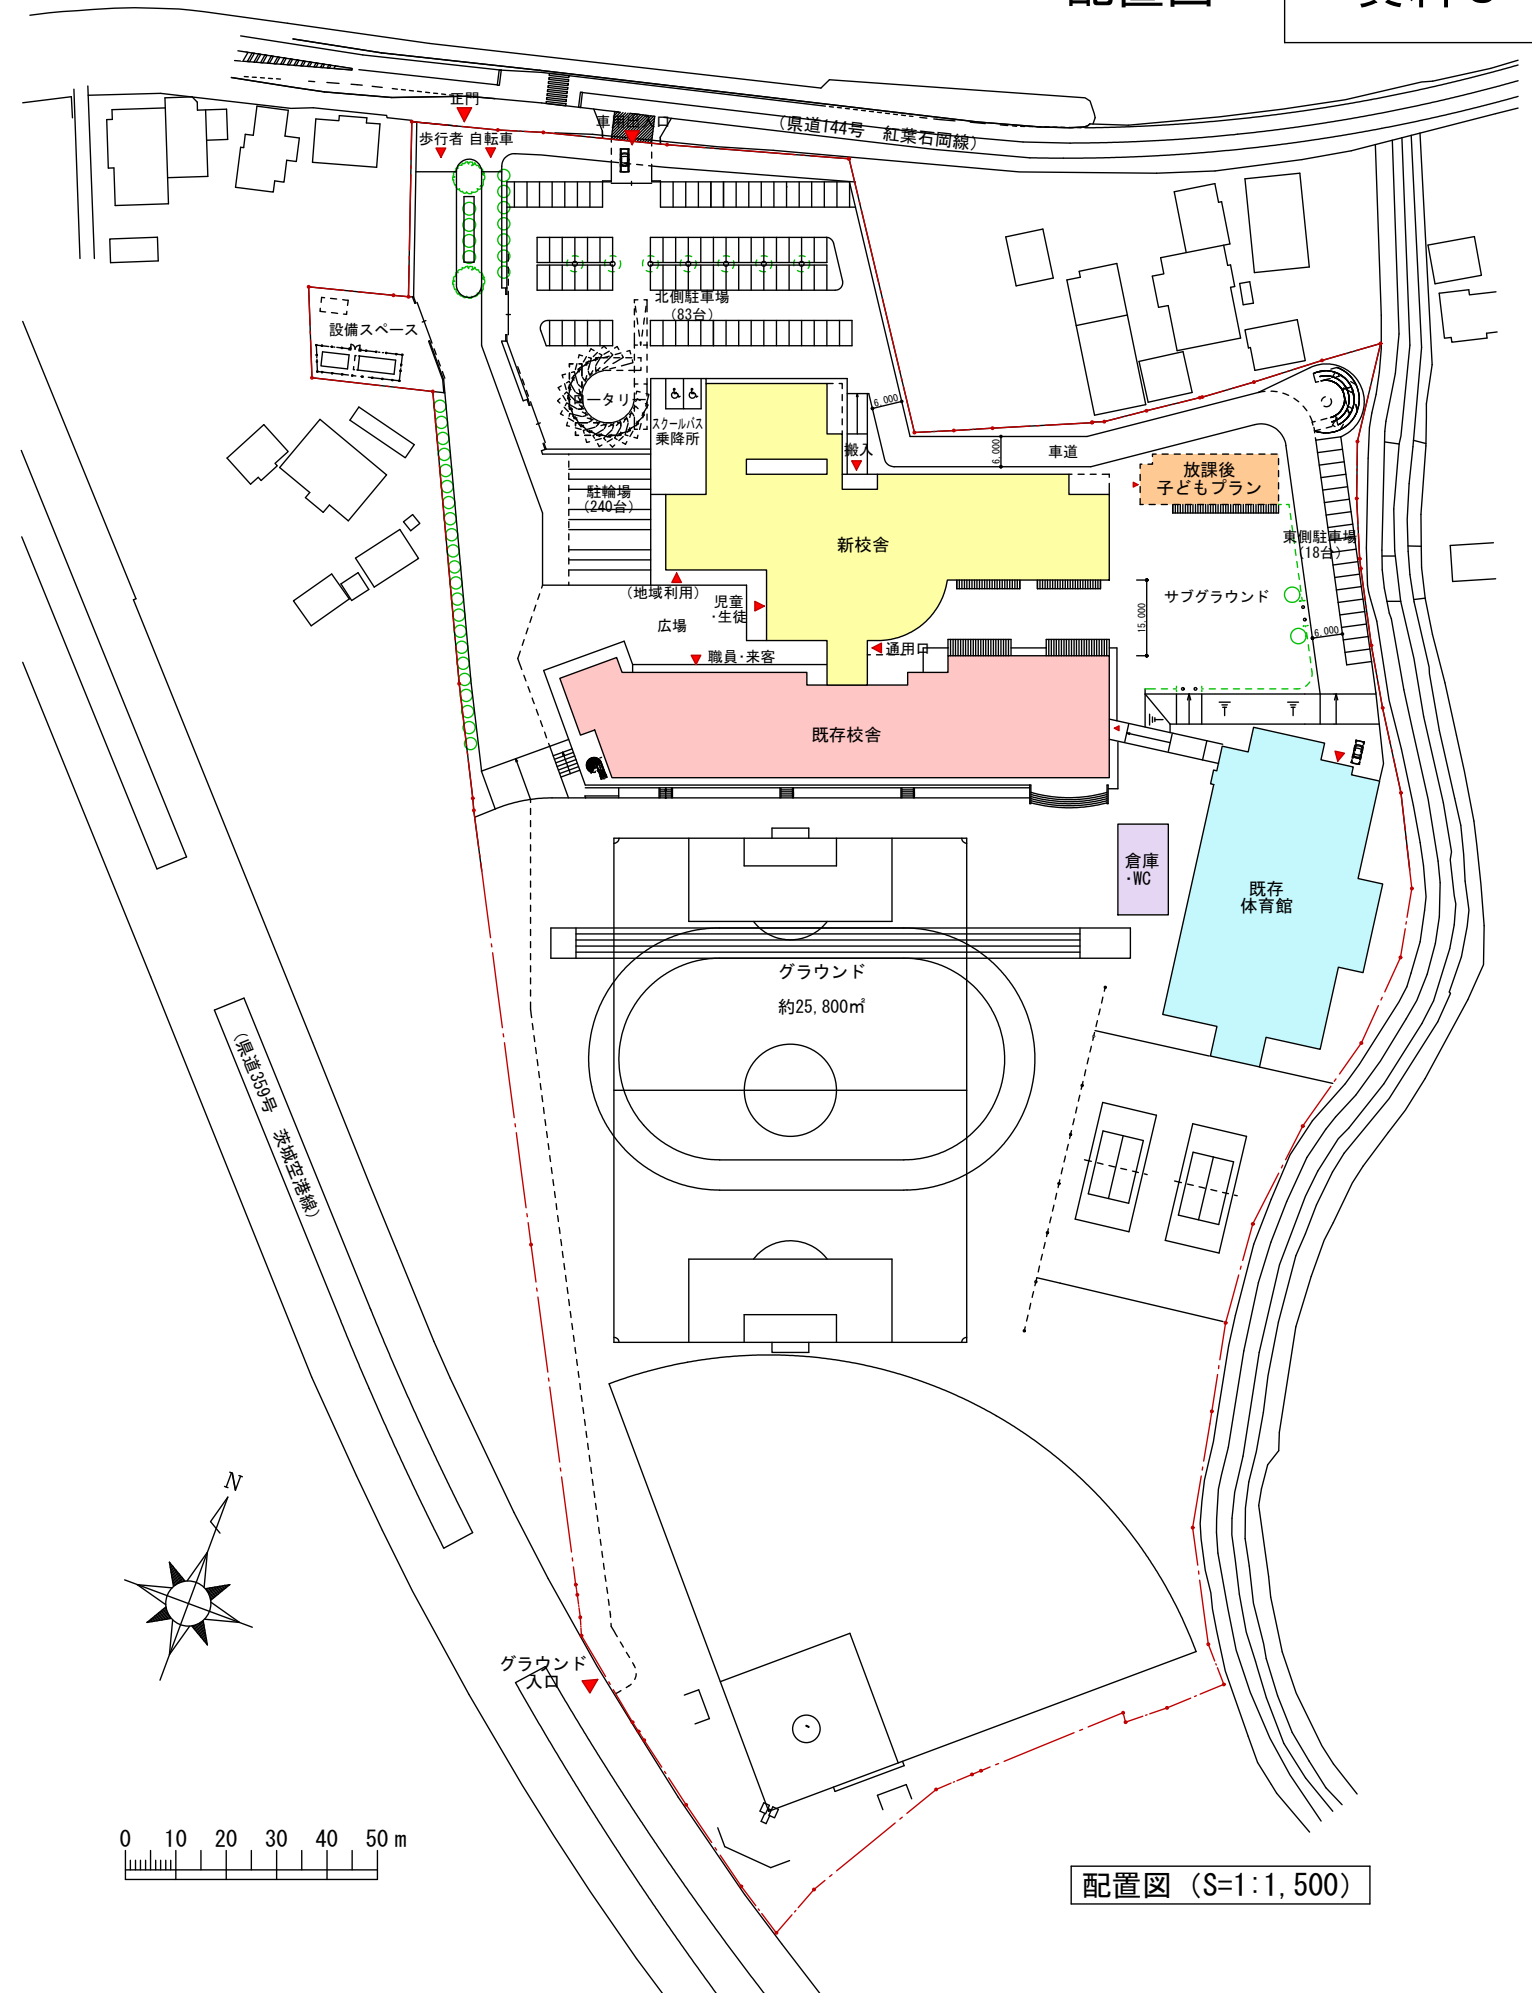 配置図
正門
車用出入口
(県道144号 紅葉石岡線)
歩行者 自転車
北側駐車場
(83台)
設備スペース
ロータリー
スクールバス
乗降所
6,000
搬入
6,000
車道
放課後
子どもプラン
駐輪場
(240台)
新校舎
東側駐車場
(18台)
(地域利用)
児童
・生徒
広場
サブグラウンド
15,000
6,000
通用口
職員・来客
既存校舎
倉庫
・WC
既存
体育館
グラウンド
約25,800㎡
(県道359号 茨城空港線)
N
グラウンド
入口
0 10 20 30 40 50 m
配置図 (S=1:1,500)